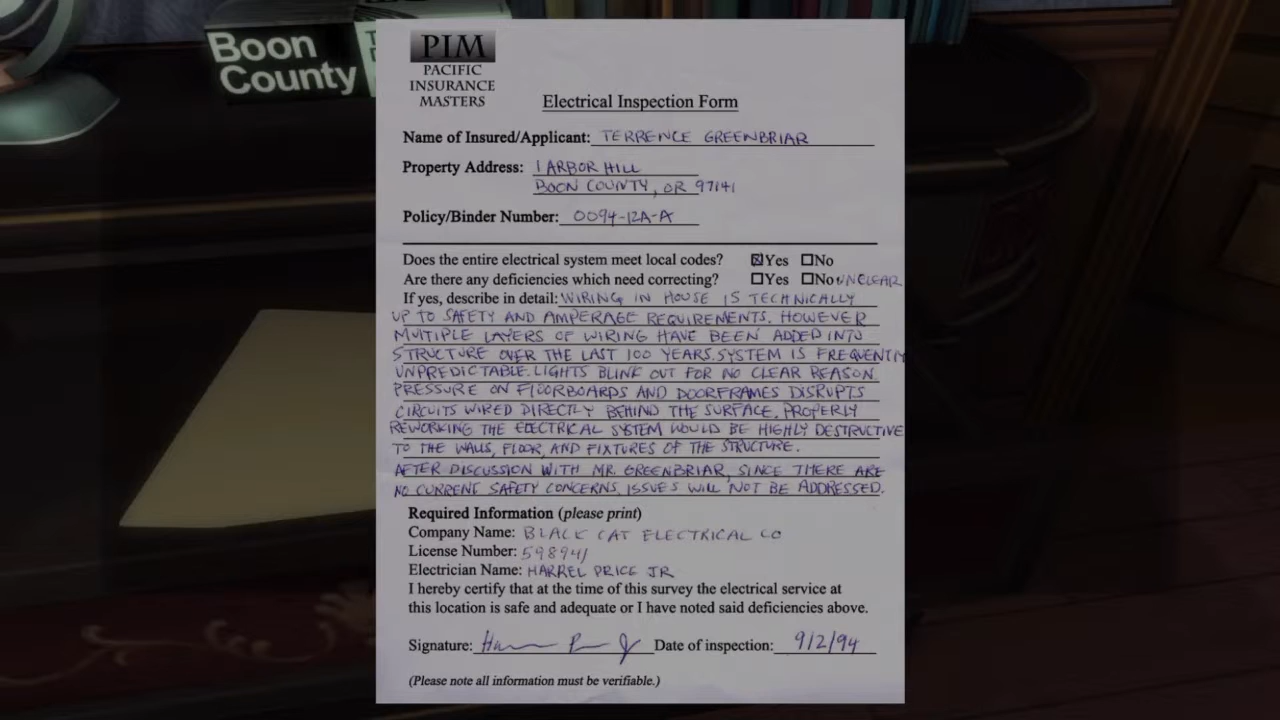 Boon
County
PIM
PACIFIC
INSURANCE
MASTERS
Electrical Inspection Form
Name of Insured/Applicant: TERRENCE GREENBRIAR
Property Address: 1 ARBOR HILL
BOON COUNTY, OR 97141
Policy/Binder Number: 0094-12A-A
Does the entire electrical system meet local codes? ☒Yes ☐No
Are there any deficiencies which need correcting? ☐Yes ☐No UNCLEAR
If yes, describe in detail: WIRING IN HOUSE IS TECHNICALLY
UP TO SAFETY AND AMPERAGE REQUIREMENTS. HOWEVER
MULTIPLE LAYERS OF WIRING HAVE BEEN ADDED INTO
STRUCTURE OVER THE LAST 100 YEARS. SYSTEM IS FREQUENTLY
UNPREDICTABLE. LIGHTS BLINK OUT FOR NO CLEAR REASON.
PRESSURE ON FLOORBOARDS AND DOORFRAMES DISRUPTS
CIRCUITS WIRED DIRECTLY BEHIND THE SURFACE. PROPERLY
REWORKING THE ELECTRICAL SYSTEM WOULD BE HIGHLY DESTRUCTIVE
TO THE WALLS, FLOOR, AND FIXTURES OF THE STRUCTURE.
AFTER DISCUSSION WITH MR. GREENBRIAR, SINCE THERE ARE
NO CURRENT SAFETY CONCERNS, ISSUES WILL NOT BE ADDRESSED.
Required Information (please print)
Company Name: BLACK CAT ELECTRICAL CO
License Number: 598941
Electrician Name: HARREL PRICE JR
I hereby certify that at the time of this survey the electrical service at
this location is safe and adequate or I have noted said deficiencies above.
Signature: Date of inspection: 9/2/94
(Please note all information must be verifiable.)